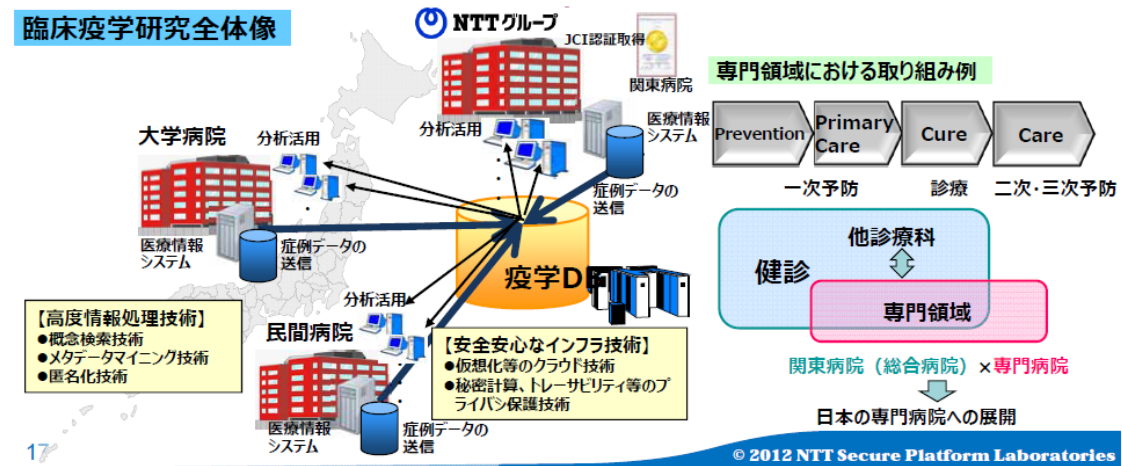 臨床疫学研究全体像
NTTグループ
JCI認証取得
関東病院
分析活用
医療情報
システム
症例データの
送信
大学病院
分析活用
医療情報
システム
症例データの
送信
疫学DB
分析活用
民間病院
医療情報
システム
症例データの
送信
【高度情報処理技術】
●概念検索技術
●メタデータマイニング技術
●匿名化技術
【安全安心なインフラ技術】
●仮想化等のクラウド技術
●秘密計算、トレーサビリティ等のプ
ライバシ保護技術
専門領域における取り組み例
Prevention
Primary
Care
Cure
Care
一次予防
診療
二次・三次予防
他診療科
健診
専門領域
関東病院（総合病院）×専門病院
日本の専門病院への展開
17
© 2012 NTT Secure Platform Laboratories